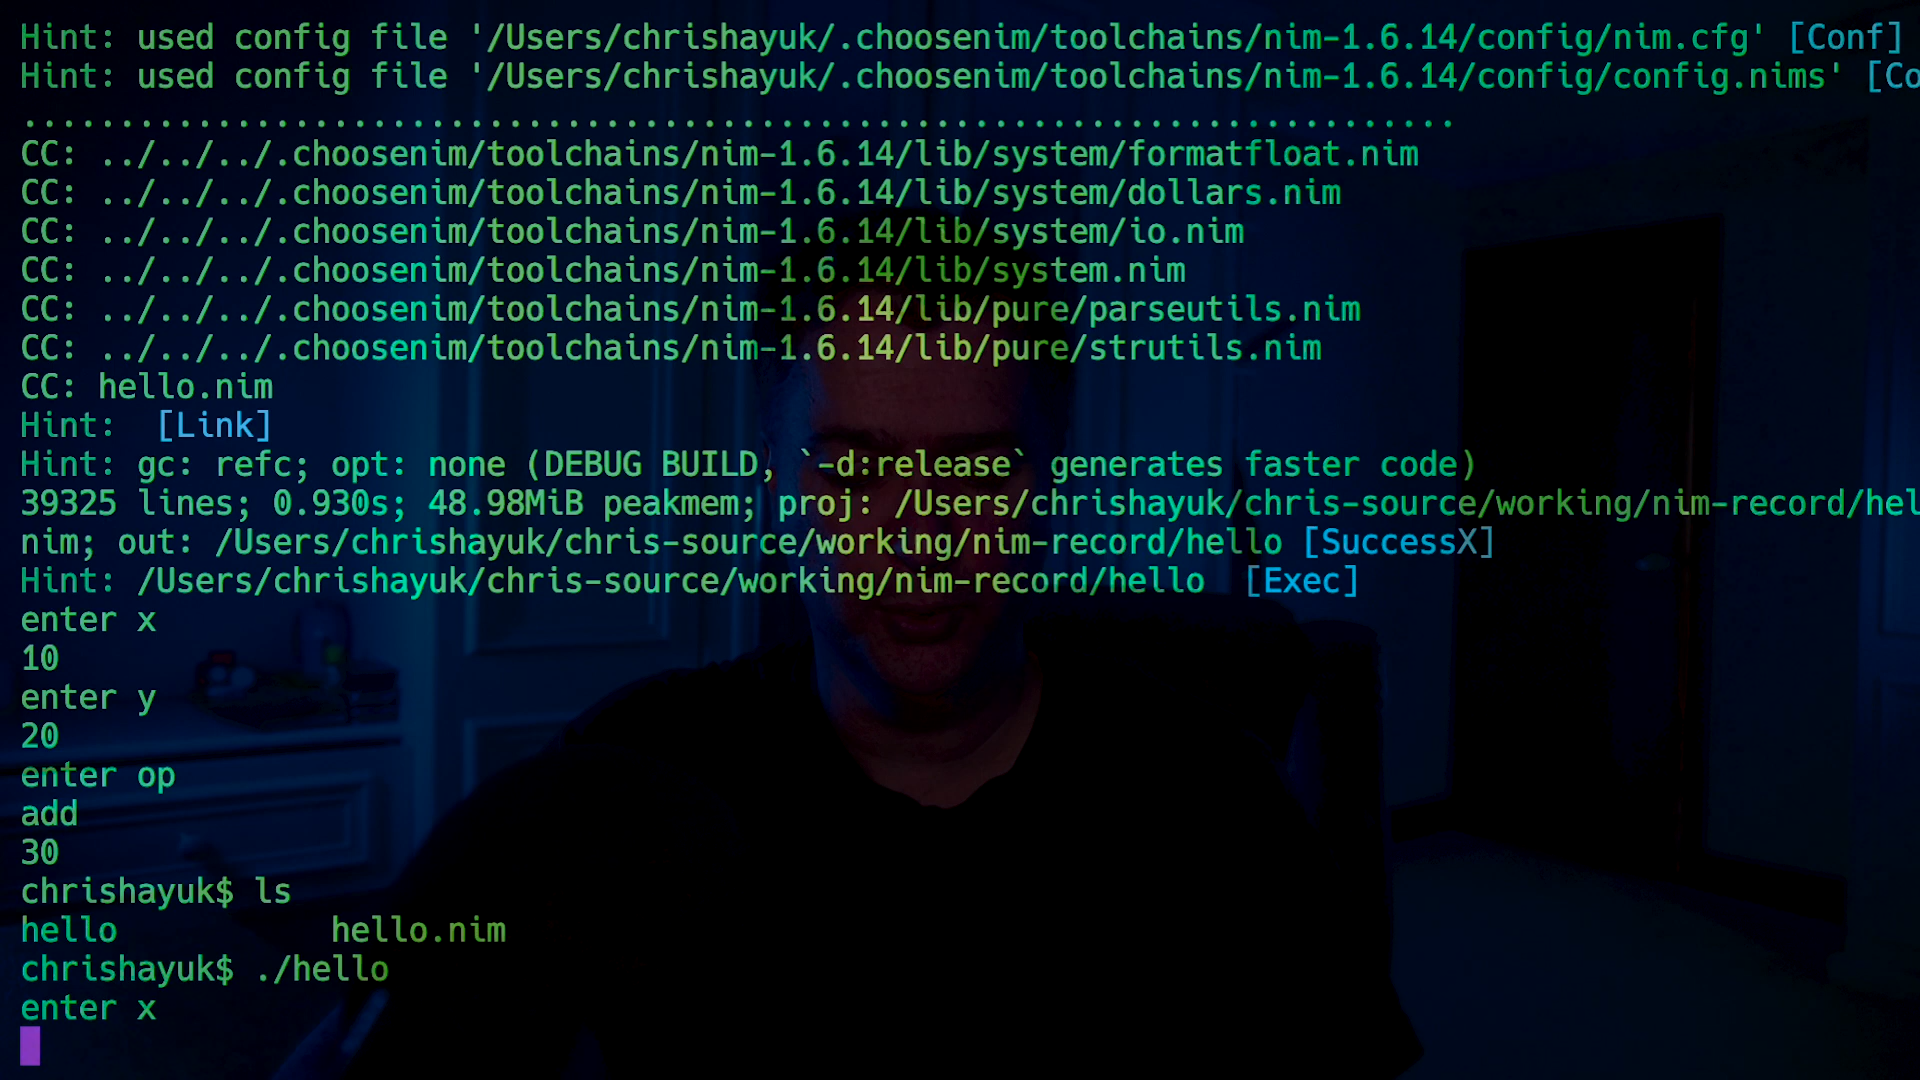 Hint: used config file '/Users/chrishayuk/.choosenim/toolchains/nim-1.6.14/config/nim.cfg' [Conf]
Hint: used config file '/Users/chrishayuk/.choosenim/toolchains/nim-1.6.14/config/config.nims' [Co
..........................................................................
CC: ../../../.choosenim/toolchains/nim-1.6.14/lib/system/formatfloat.nim
CC: ../../../.choosenim/toolchains/nim-1.6.14/lib/system/dollars.nim
CC: ../../../.choosenim/toolchains/nim-1.6.14/lib/system/io.nim
CC: ../../../.choosenim/toolchains/nim-1.6.14/lib/system.nim
CC: ../../../.choosenim/toolchains/nim-1.6.14/lib/pure/parseutils.nim
CC: ../../../.choosenim/toolchains/nim-1.6.14/lib/pure/strutils.nim
CC: hello.nim
Hint:  [Link]
Hint: gc: refc; opt: none (DEBUG BUILD, `-d:release` generates faster code)
39325 lines; 0.930s; 48.98MiB peakmem; proj: /Users/chrishayuk/chris-source/working/nim-record/hel
nim; out: /Users/chrishayuk/chris-source/working/nim-record/hello [SuccessX]
Hint: /Users/chrishayuk/chris-source/working/nim-record/hello  [Exec]
enter x
10
enter y
20
enter op
add
30
chrishayuk$ ls
hello           hello.nim
chrishayuk$ ./hello
enter x